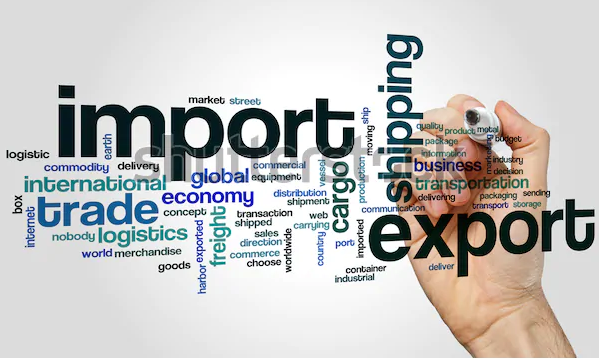 market street
import
shipping
ship
moving
earth
logistic
commodity
delivery
commercial
equipment
vessel
production
international
global
economy
distribution
shipment
cargo
box
internet
trade
concept
transaction
shipped
web
carrying
communication
nobody
logistics
freight
sales
direction
commerce
choose
worldwide
country
port
imported
world
merchandise
goods
harbor
exported
container
industrial
quality
product
metal
budget
package
information
marketing
industry
business
decision
transportation
delivering
packaging
sending
transport
storage
export
deliver